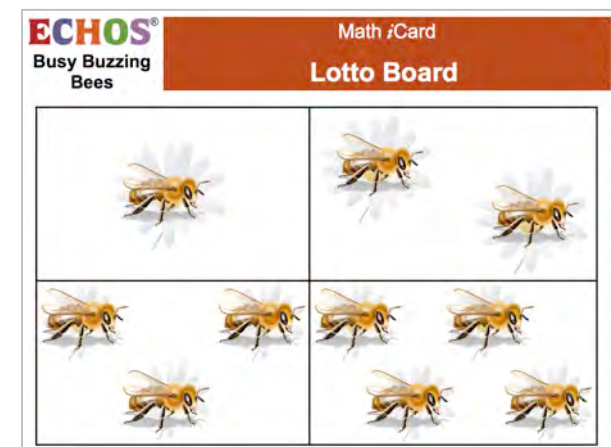 ECHOS®
Busy Buzzing
Bees
Math iCard
Lotto Board